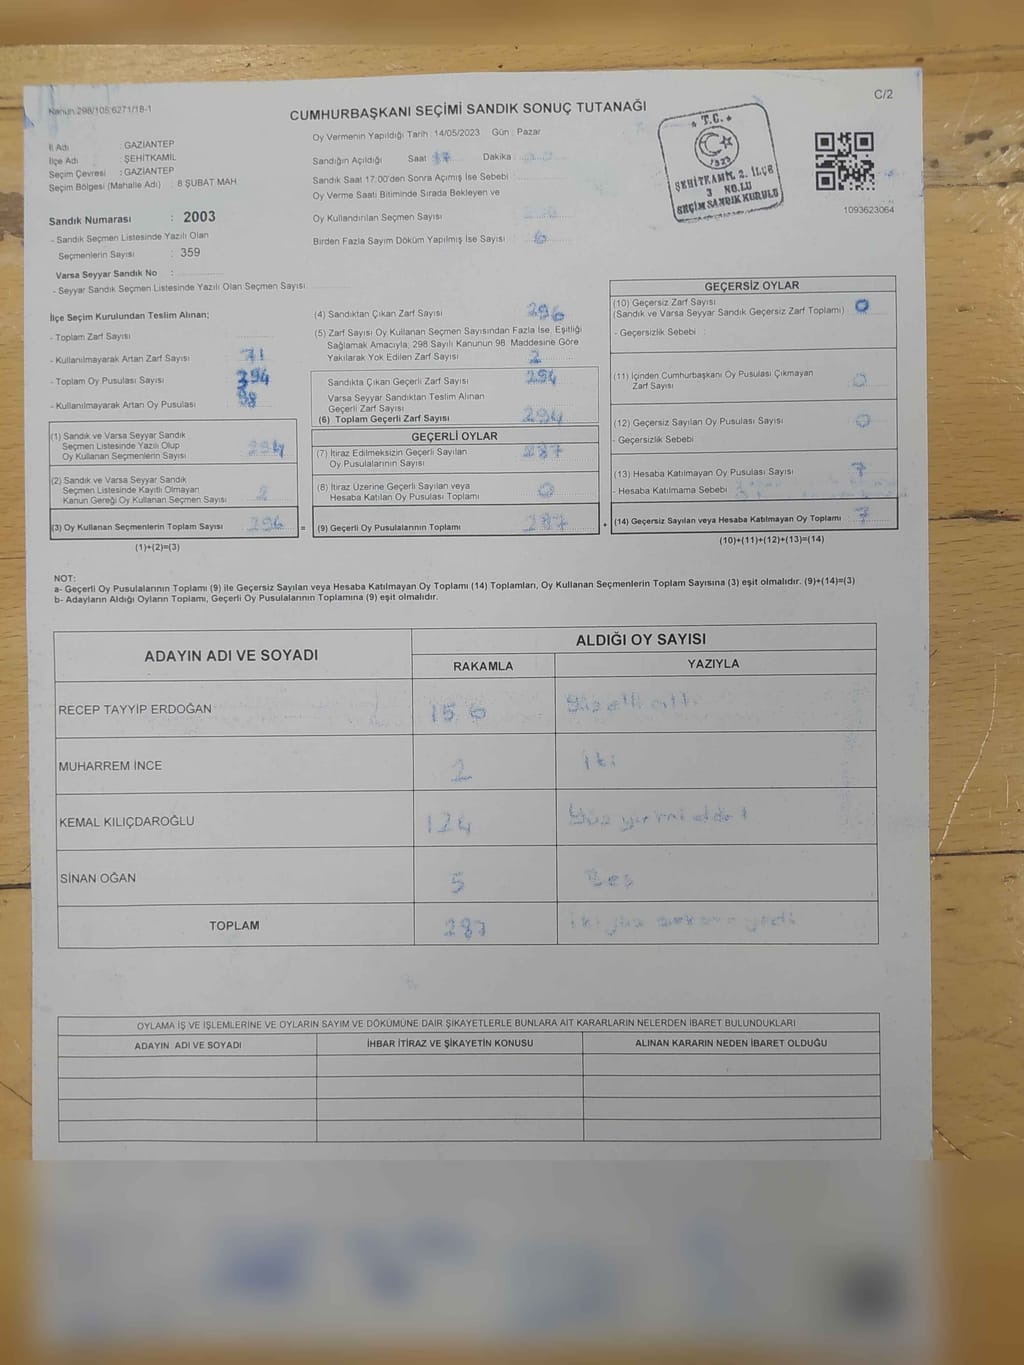 Kanun:298/105;6271/18-1
C/2
CUMHURBAŞKANI SEÇİMİ SANDIK SONUÇ TUTANAĞI
Oy Vermenin Yapıldığı Tarih : 14/05/2023 Gün : Pazar
İl Adı : GAZİANTEP
İlçe Adı : ŞEHİTKAMİL
Seçim Çevresi : GAZİANTEP
Seçim Bölgesi (Mahalle Adı) : 8 ŞUBAT MAH.
Sandığın Açıldığı Saat : 17 Dakika :
Sandık Saat 17:00'den Sonra Açımış İse Sebebi :
Oy Verme Saati Bitiminde Sırada Bekleyen ve
Oy Kullandırılan Seçmen Sayısı
Birden Fazla Sayım Döküm Yapılmış İse Sayısı : 6
T.C.
1923
ŞEHİTKAMİL 2. İLÇE
3 NO.LU
SEÇİM SANDIK KURULU
1093623064
Sandık Numarası : 2003
- Sandık Seçmen Listesinde Yazılı Olan
Seçmenlerin Sayısı : 359
Varsa Seyyar Sandık No :
- Seyyar Sandık Seçmen Listesinde Yazılı Olan Seçmen Sayısı:
İlçe Seçim Kurulundan Teslim Alınan;
- Toplam Zarf Sayısı :
- Kullanılmayarak Artan Zarf Sayısı : 71
- Toplam Oy Pusulası Sayısı : 394
- Kullanılmayarak Artan Oy Pusulası : 98
(1) Sandık ve Varsa Seyyar Sandık
Seçmen Listesinde Yazılı Olup
Oy Kullanan Seçmenlerin Sayısı : 294
(2) Sandık ve Varsa Seyyar Sandık
Seçmen Listesinde Kayıtlı Olmayan
Kanun Gereği Oy Kullanan Seçmen Sayısı : 2
(3) Oy Kullanan Seçmenlerin Toplam Sayısı : 296
(1)+(2)=(3)
(4) Sandıktan Çıkan Zarf Sayısı : 296
(5) Zarf Sayısı Oy Kullanan Seçmen Sayısından Fazla İse, Eşitliği
Sağlamak Amacıyla; 298 Sayılı Kanunun 98. Maddesine Göre
Yakılarak Yok Edilen Zarf Sayısı : 2
Sandıkta Çıkan Geçerli Zarf Sayısı : 294
Varsa Seyyar Sandıktan Teslim Alınan
Geçerli Zarf Sayısı
(6) Toplam Geçerli Zarf Sayısı : 294
GEÇERLİ OYLAR
(7) İtiraz Edilmeksizin Geçerli Sayılan
Oy Pusulalarının Sayısı : 287
(8) İtiraz Üzerine Geçerli Sayılan veya
Hesaba Katılan Oy Pusulası Toplamı : 0
= (9) Geçerli Oy Pusulalarının Toplamı : 287
GEÇERSİZ OYLAR
(10) Geçersiz Zarf Sayısı
(Sandık ve Varsa Seyyar Sandık Geçersiz Zarf Toplamı) : 0
- Geçersizlik Sebebi :
(11) İçinden Cumhurbaşkanı Oy Pusulası Çıkmayan
Zarf Sayısı : 0
(12) Geçersiz Sayılan Oy Pusulası Sayısı : 0
- Geçersizlik Sebebi
(13) Hesaba Katılmayan Oy Pusulası Sayısı : 7
- Hesaba Katılmama Sebebi :
+ (14) Geçersiz Sayılan veya Hesaba Katılmayan Oy Toplamı : 7
(10)+(11)+(12)+(13)=(14)
NOT:
a- Geçerli Oy Pusulalarının Toplamı (9) ile Geçersiz Sayılan veya Hesaba Katılmayan Oy Toplamı (14) Toplamları, Oy Kullanan Seçmenlerin Toplam Sayısına (3) eşit olmalıdır. (9)+(14)=(3)
b- Adayların Aldığı Oyların Toplamı, Geçerli Oy Pusulalarının Toplamına (9) eşit olmalıdır.
ADAYIN ADI VE SOYADI ALDIĞI OY SAYISI
RAKAMLA YAZIYLA
RECEP TAYYİP ERDOĞAN 156 Yüz elli altı
MUHARREM İNCE 2 iki
KEMAL KILIÇDAROĞLU 124 Yüz yirmi dört
SİNAN OĞAN 5 Beş
TOPLAM 287 iki yüz seksen yedi
OYLAMA İŞ VE İŞLEMLERİNE VE OYLARIN SAYIM VE DÖKÜMÜNE DAİR ŞİKAYETLERLE BUNLARA AİT KARARLARIN NELERDEN İBARET BULUNDUKLARI
ADAYIN ADI VE SOYADI İHBAR İTİRAZ VE ŞİKAYETİN KONUSU ALINAN KARARIN NEDEN İBARET OLDUĞU